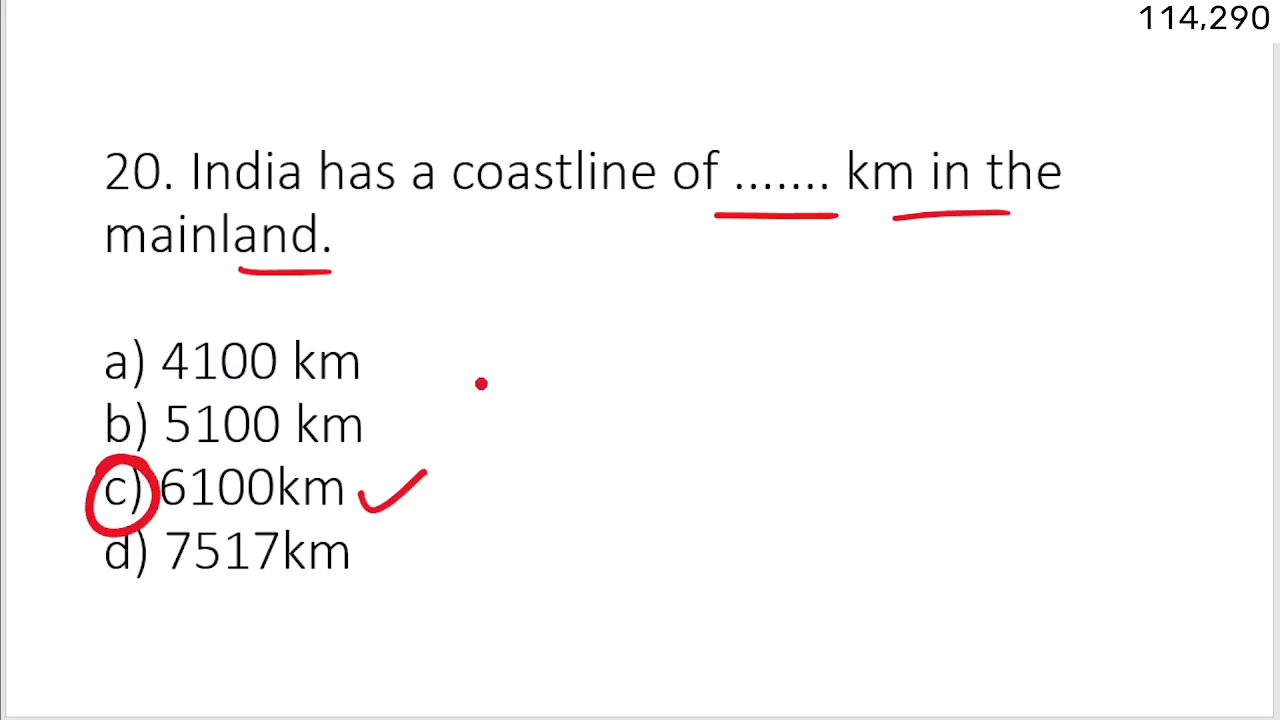 114,290
20. India has a coastline of ....... km in the
mainland.
a) 4100 km
b) 5100 km
c) 6100km
d) 7517km